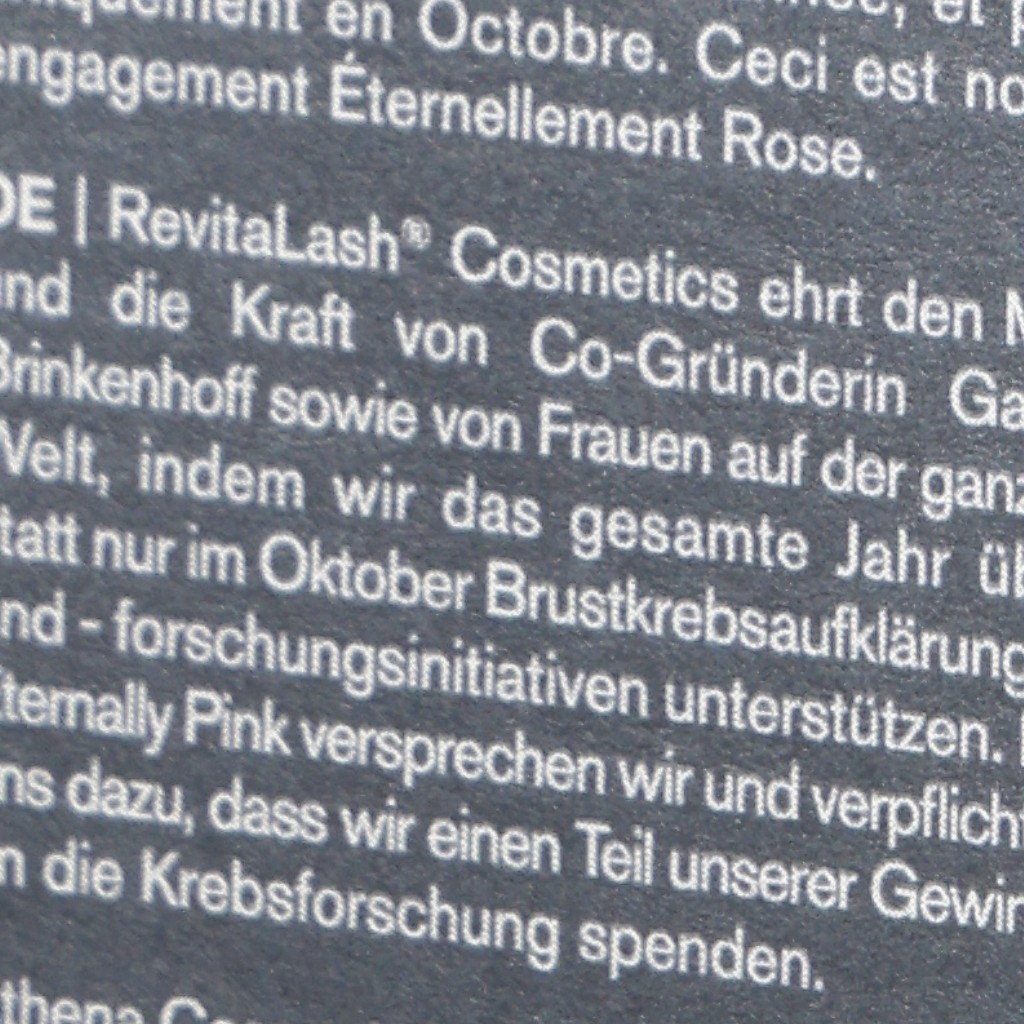 en Octobre. Ceci est
engagement Éternellement Rose.
DE | RevitaLash® Cosmetics ehrt den
und die Kraft von Co-Gründerin
Brinkenhoff sowie von Frauen auf der
Welt, indem wir das gesamte Jahr
statt nur im Oktober Brustkrebsaufklärung
und - forschungsinitiativen unterstützen.
Eternally Pink versprechen wir und
uns dazu, dass wir einen Teil unserer
an die Krebsforschung spenden.